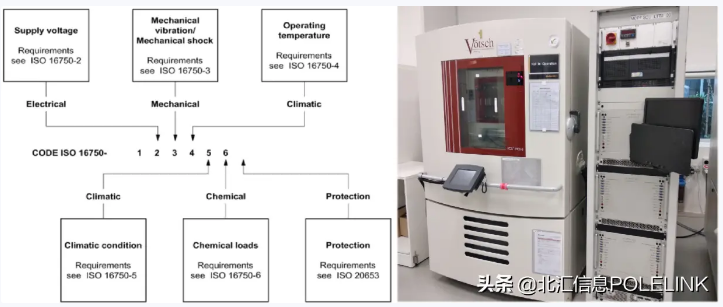 Supply voltage
Requirements
see ISO 16750-2
Mechanical
vibration/
Mechanical shock
Requirements
see ISO 16750-3
Operating
temperature
Requirements
see ISO 16750-4
Electrical
Mechanical
Climatic
CODE ISO 16750- 1 2 3 4 5 6
Climatic
Chemical
Protection
Climatic condition
Requirements
see ISO 16750-5
Chemical loads
Requirements
see ISO 16750-6
Protection
Requirements
see ISO 20653
Vötsch
头条 @北汇信息POLELINK